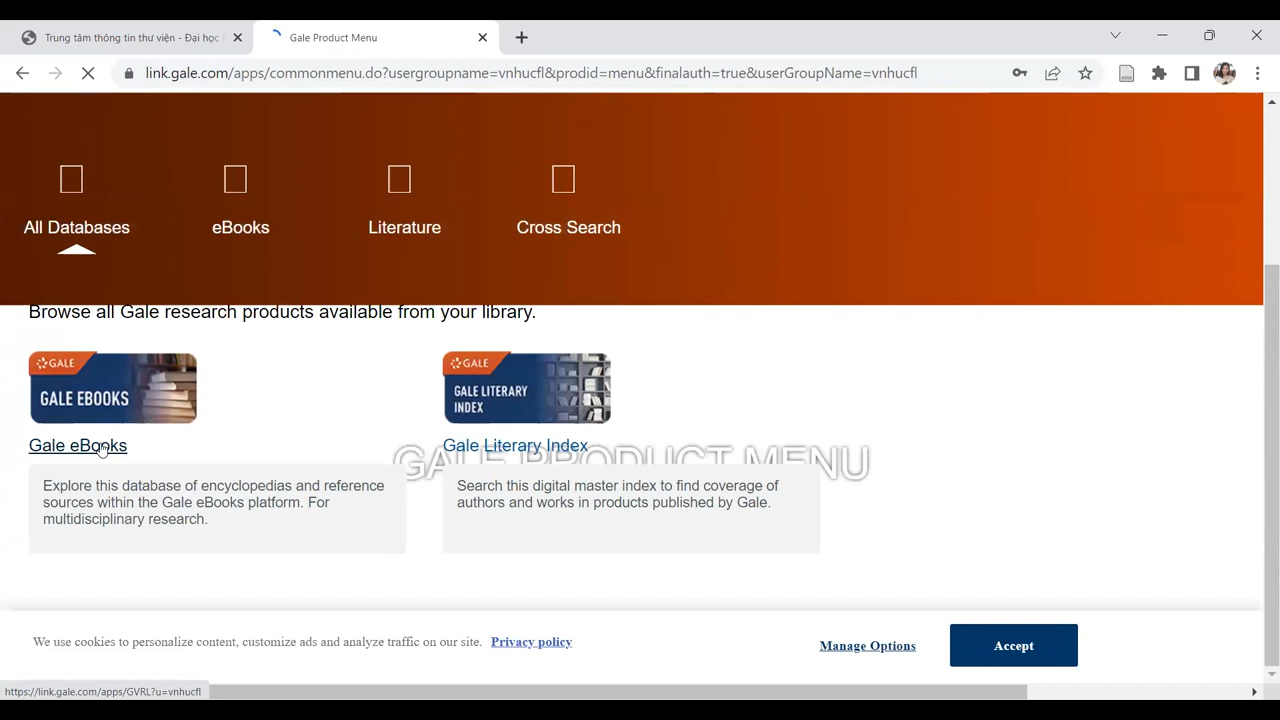 Trung tâm thông tin thư viện - Đại học
Gale Product Menu
link.gale.com/apps/commonmenu.do?usergroupname=vnhucfl&prodid=menu&finalauth=true&userGroupName=vnhucfl
All Databases
eBooks
Literature
Cross Search
Browse all Gale research products available from your library.
GALE
GALE EBOOKS
GALE
GALE LITERARY
INDEX
Gale eBooks
Gale Literary Index
GALE PRODUCT MENU
Explore this database of encyclopedias and reference
sources within the Gale eBooks platform. For
multidisciplinary research.
Search this digital master index to find coverage of
authors and works in products published by Gale.
We use cookies to personalize content, customize ads and analyze traffic on our site. Privacy policy
Manage Options
Accept
https://link.gale.com/apps/GVRL?u=vnhucfl